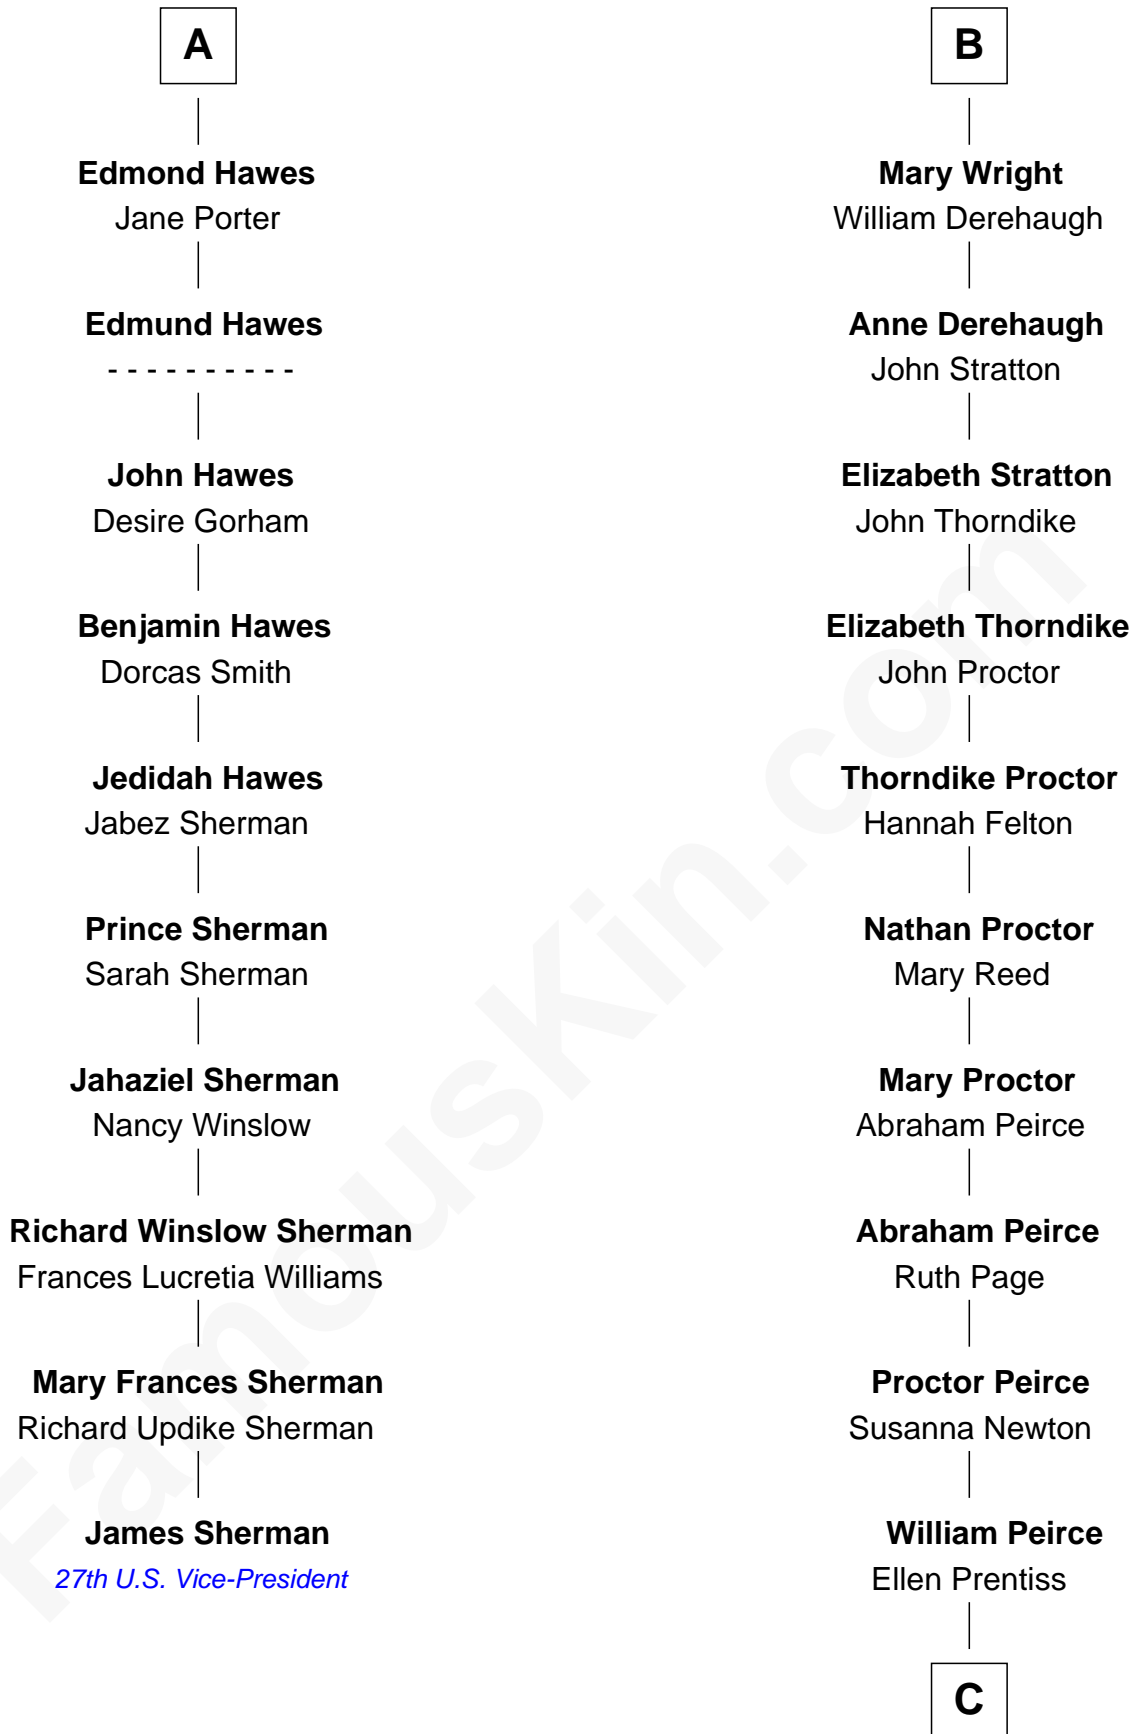 A
Edmond Hawes
Jane Porter
Edmund Hawes
- - - - - - - - - -
John Hawes
Desire Gorham
Benjamin Hawes
Dorcas Smith
Jedidah Hawes
Jabez Sherman
Prince Sherman
Sarah Sherman
Jahaziel Sherman
Nancy Winslow
Richard Winslow Sherman
Frances Lucretia Williams
Mary Frances Sherman
Richard Updike Sherman
James Sherman
27th U.S. Vice-President
B
Mary Wright
William Derehaugh
Anne Derehaugh
John Stratton
Elizabeth Stratton
John Thorndike
Elizabeth Thorndike
John Proctor
Thorndike Proctor
Hannah Felton
Nathan Proctor
Mary Reed
Mary Proctor
Abraham Peirce
Abraham Peirce
Ruth Page
Proctor Peirce
Susanna Newton
William Peirce
Ellen Prentiss
C
FamousKin.com